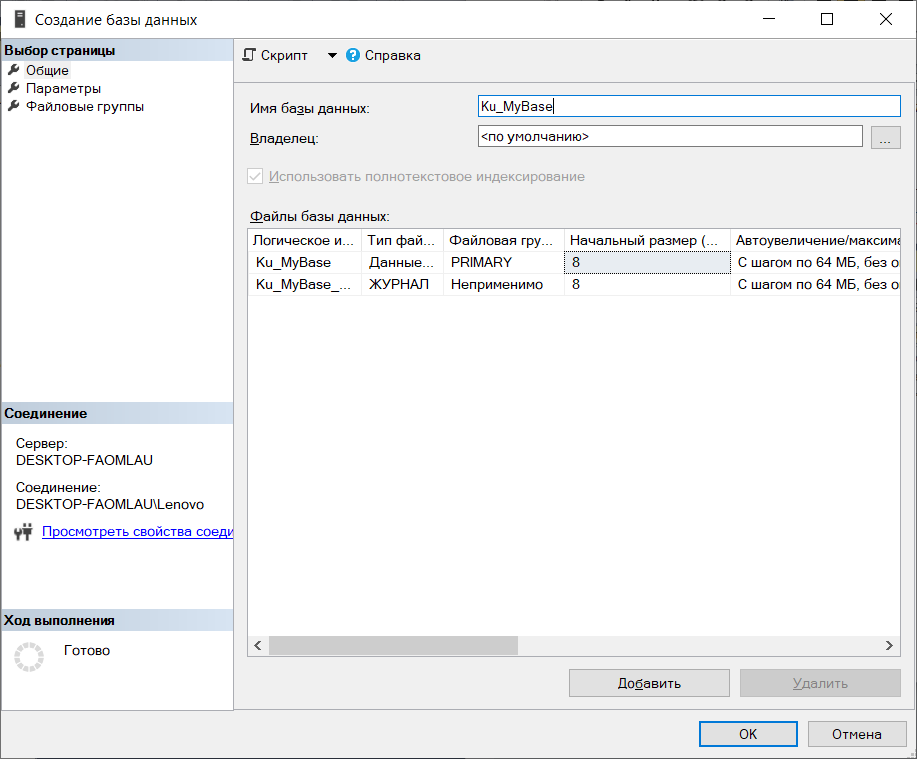 Создание базы данных
Выбор страницы
Общие
Параметры
Файловые группы
Скрипт
Справка
Имя базы данных: Ku_MyBase
Владелец: <по умолчанию> ...
Использовать полнотекстовое индексирование
Файлы базы данных:
Логическое и... Тип фай... Файловая гру... Начальный размер (... Автоувеличение/максима
Ku_MyBase Данные... PRIMARY 8 С шагом по 64 МБ, без о
Ku_MyBase_... ЖУРНАЛ Неприменимо 8 С шагом по 64 МБ, без о
Соединение
Сервер:
DESKTOP-FAOMLAU
Соединение:
DESKTOP-FAOMLAU\Lenovo
Просмотреть свойства соеди
Ход выполнения
Готово
Добавить Удалить
OK Отмена